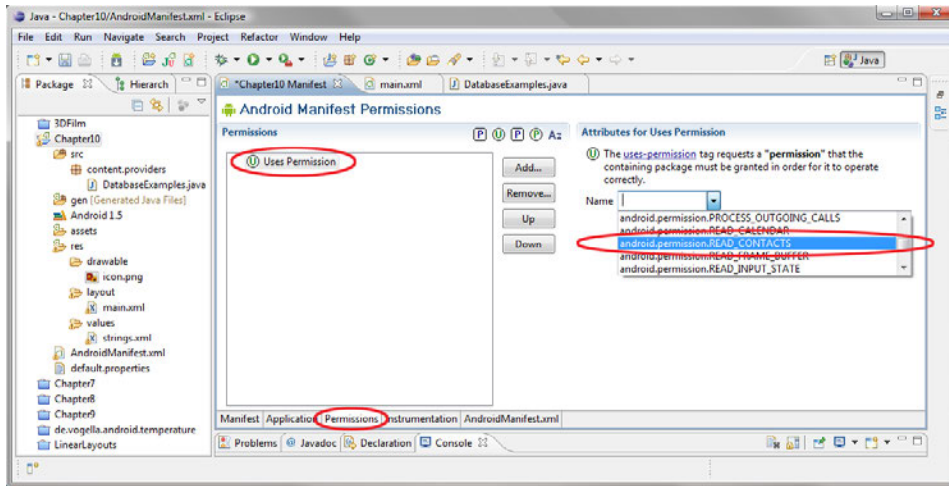 Java - Chapter10/AndroidManifest.xml - Eclipse
File Edit Run Navigate Search Project Refactor Window Help
Java
Package
Hierarch
*Chapter10 Manifest
main.xml
DatabaseExamples.java
3DFilm
Chapter10
src
content.providers
DatabaseExamples.java
gen [Generated Java Files]
Android 1.5
assets
res
drawable
icon.png
layout
main.xml
values
strings.xml
AndroidManifest.xml
default.properties
Chapter7
Chapter8
Chapter9
de.vogella.android.temperature
LinearLayouts
Android Manifest Permissions
Permissions
P U P P Az
U Uses Permission
Add...
Remove...
Up
Down
Attributes for Uses Permission
U The uses-permission tag requests a "permission" that the
containing package must be granted in order for it to operate
correctly.
Name
android.permission.PROCESS_OUTGOING_CALLS
android.permission.READ_CALENDAR
android.permission.READ_CONTACTS
android.permission.READ_FRAME_BUFFER
android.permission.READ_INPUT_STATE
Manifest Application Permissions Instrumentation AndroidManifest.xml
Problems @ Javadoc Declaration Console